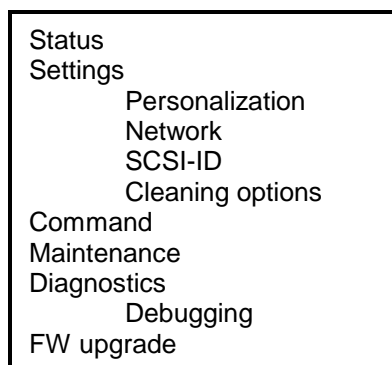 Status
Settings
Personalization
Network
SCSI-ID
Cleaning options
Command
Maintenance
Diagnostics
Debugging
FW upgrade